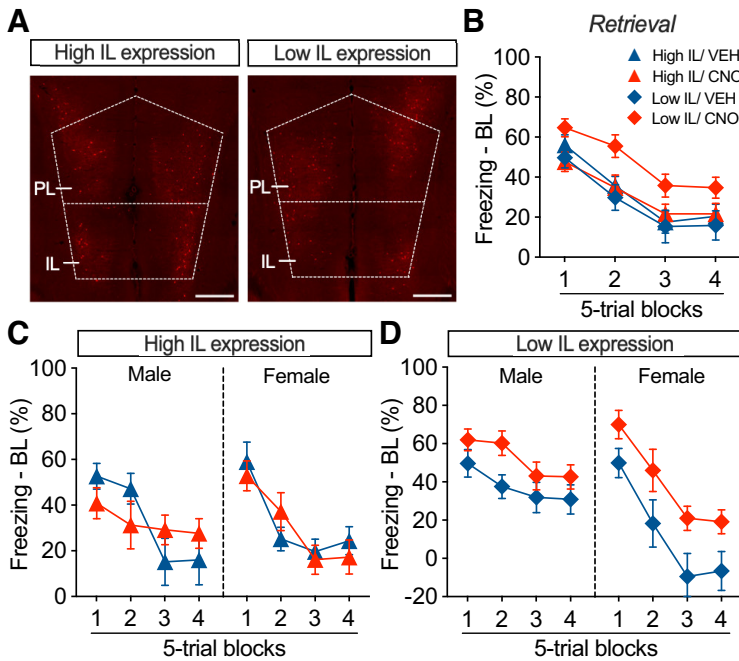 A
High IL expression
Low IL expression
PL
IL
PL
IL
B
Retrieval
High IL/ VEH
High IL/ CNO
Low IL/ VEH
Low IL/ CNO
Freezing - BL (%)
100
80
60
40
20
0
1 2 3 4
5-trial blocks
C
High IL expression
Male
Female
Freezing - BL (%)
100
80
60
40
20
0
1 2 3 4 1 2 3 4
5-trial blocks
D
Low IL expression
Male
Female
Freezing - BL (%)
100
80
60
40
20
0
-20
1 2 3 4 1 2 3 4
5-trial blocks